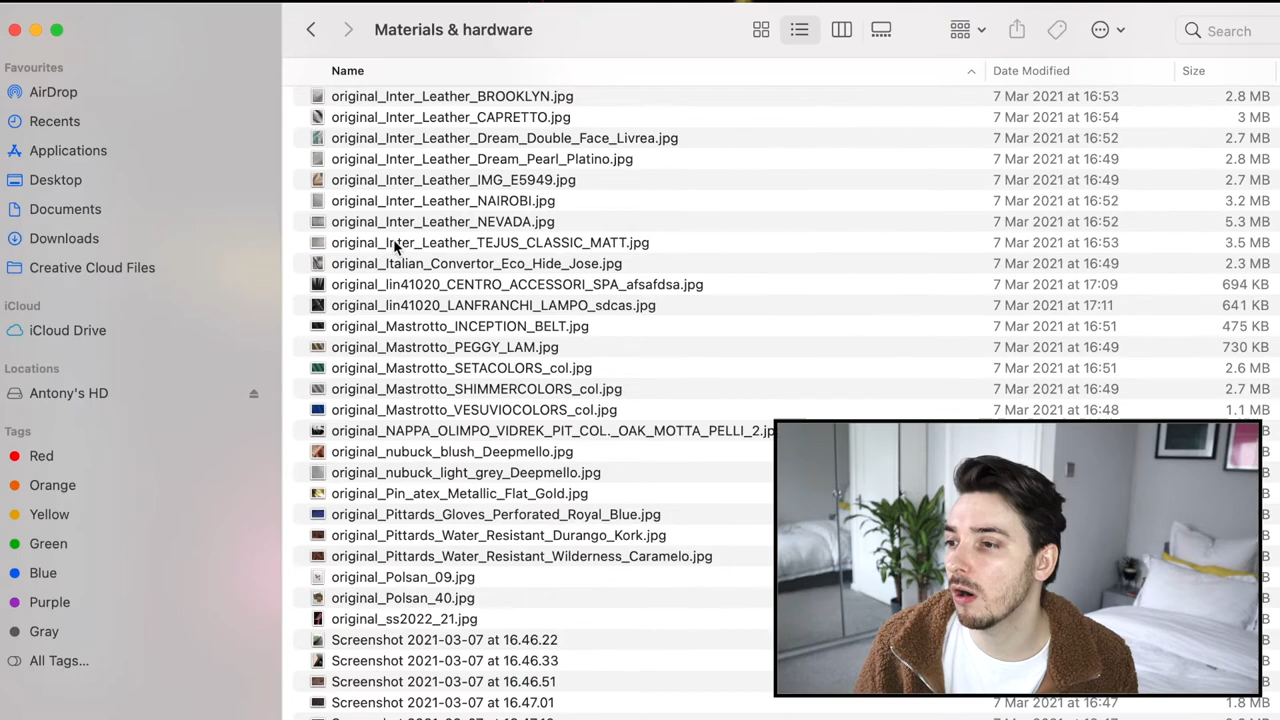 Materials & hardware
Search
Favourites
AirDrop
Recents
Applications
Desktop
Documents
Downloads
Creative Cloud Files
iCloud
iCloud Drive
Locations
Antony's HD
Tags
Red
Orange
Yellow
Green
Blue
Purple
Gray
All Tags...
Name Date Modified Size
original_Inter_Leather_BROOKLYN.jpg 7 Mar 2021 at 16:53 2.8 MB
original_Inter_Leather_CAPRETTO.jpg 7 Mar 2021 at 16:54 3 MB
original_Inter_Leather_Dream_Double_Face_Livrea.jpg 7 Mar 2021 at 16:52 2.7 MB
original_Inter_Leather_Dream_Pearl_Platino.jpg 7 Mar 2021 at 16:49 2.8 MB
original_Inter_Leather_IMG_E5949.jpg 7 Mar 2021 at 16:49 2.7 MB
original_Inter_Leather_NAIROBI.jpg 7 Mar 2021 at 16:52 3.2 MB
original_Inter_Leather_NEVADA.jpg 7 Mar 2021 at 16:52 5.3 MB
original_Inter_Leather_TEJUS_CLASSIC_MATT.jpg 7 Mar 2021 at 16:53 3.5 MB
original_Italian_Convertor_Eco_Hide_Jose.jpg 7 Mar 2021 at 16:49 2.3 MB
original_lin41020_CENTRO_ACCESSORI_SPA_afsafdsa.jpg 7 Mar 2021 at 17:09 694 KB
original_lin41020_LANFRANCHI_LAMPO_sdcas.jpg 7 Mar 2021 at 17:11 641 KB
original_Mastrotto_INCEPTION_BELT.jpg 7 Mar 2021 at 16:51 475 KB
original_Mastrotto_PEGGY_LAM.jpg 7 Mar 2021 at 16:49 730 KB
original_Mastrotto_SETACOLORS_col.jpg 7 Mar 2021 at 16:51 2.6 MB
original_Mastrotto_SHIMMERCOLORS_col.jpg 7 Mar 2021 at 16:49 2.7 MB
original_Mastrotto_VESUVIOCOLORS_col.jpg 7 Mar 2021 at 16:48 1.1 MB
original_NAPPA_OLIMPO_VIDREK_PIT_COL._OAK_MOTTA_PELLI_2.jp
original_nubuck_blush_Deepmello.jpg
original_nubuck_light_grey_Deepmello.jpg
original_Pin_atex_Metallic_Flat_Gold.jpg
original_Pittards_Gloves_Perforated_Royal_Blue.jpg
original_Pittards_Water_Resistant_Durango_Kork.jpg
original_Pittards_Water_Resistant_Wilderness_Caramelo.jpg
original_Polsan_09.jpg
original_Polsan_40.jpg
original_ss2022_21.jpg
Screenshot 2021-03-07 at 16.46.22
Screenshot 2021-03-07 at 16.46.33
Screenshot 2021-03-07 at 16.46.51
Screenshot 2021-03-07 at 16.47.01 7 Mar 2021 at 16:47 1.8 MB